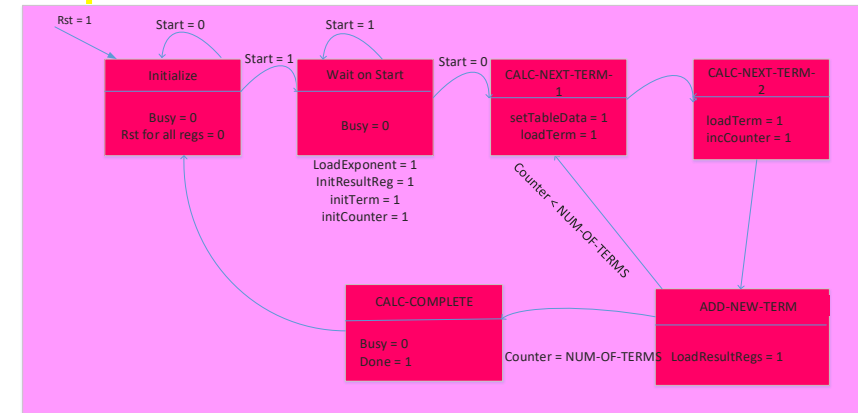 Rst = 1
Start = 0
Start = 1
Start = 1
Start = 0
Initialize
Busy = 0
Rst for all regs = 0
Wait on Start
Busy = 0
LoadExponent = 1
InitResultReg = 1
initTerm = 1
initCounter = 1
CALC-NEXT-TERM-
1
setTableData = 1
loadTerm = 1
CALC-NEXT-TERM-
2
loadTerm = 1
incCounter = 1
Counter < NUM-OF-TERMS
CALC-COMPLETE
Busy = 0
Done = 1
Counter = NUM-OF-TERMS
ADD-NEW-TERM
LoadResultRegs = 1